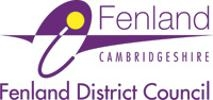 Fenland
CAMBRIDGESHIRE
Fenland District Council